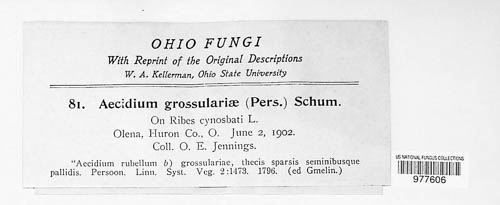 OHIO FUNGI
With Reprint of the Original Descriptions
W. A. Kellerman, Ohio State University
81. Aecidium grossulariæ (Pers.) Schum.
On Ribes cynosbati L.
Olena, Huron Co., O. June 2, 1902.
Coll. O. E. Jennings.
"Aecidium rubellum b) grossulariae, thecis sparsis seminibusque
pallidis. Persoon. Linn. Syst. Veg. 2:1473. 1796. (ed Gmelin.)
US NATIONAL FUNGUS COLLECTIONS
977606